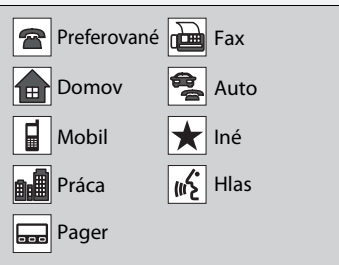 Preferované
Domov
Mobil
Práca
Pager
Fax
Auto
Iné
Hlas